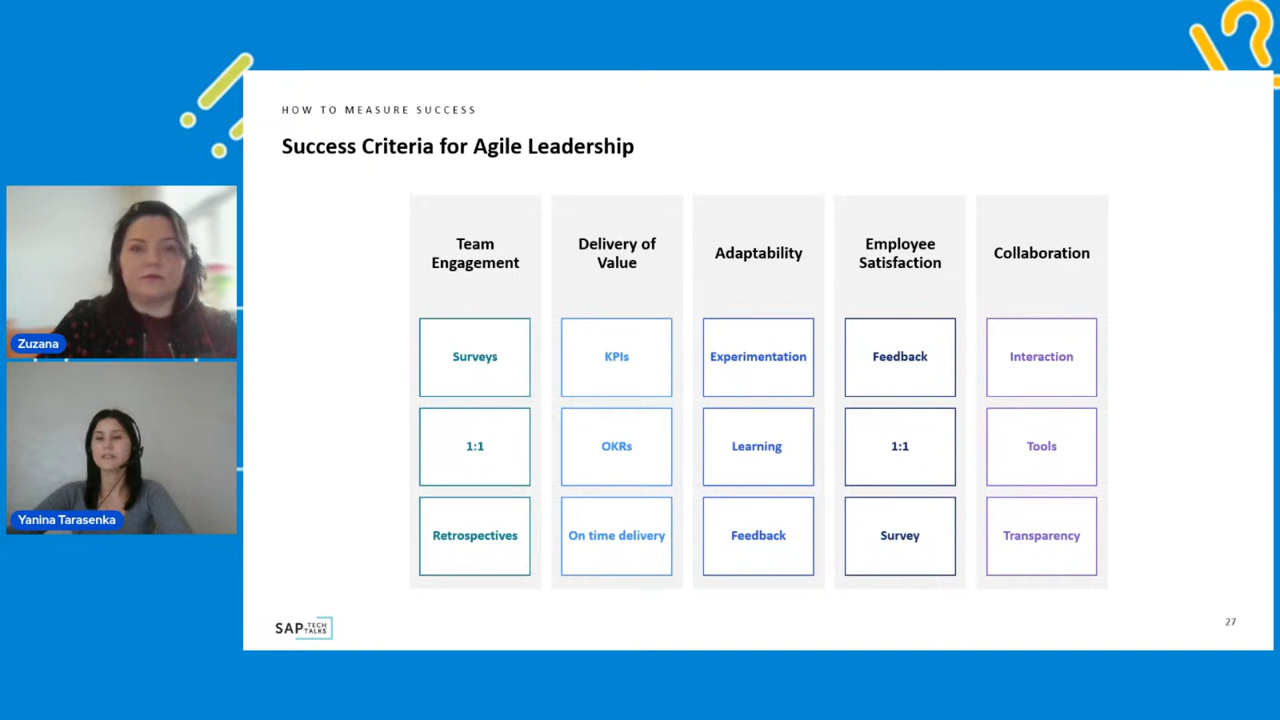 HOW TO MEASURE SUCCESS
Success Criteria for Agile Leadership
Team
Engagement
Surveys
1:1
Retrospectives
Delivery of
Value
KPIs
OKRs
On time delivery
Adaptability
Experimentation
Learning
Feedback
Employee
Satisfaction
Feedback
1:1
Survey
Collaboration
Interaction
Tools
Transparency
Zuzana
Yanina Tarasenka
SAP TECH
TALKS
27